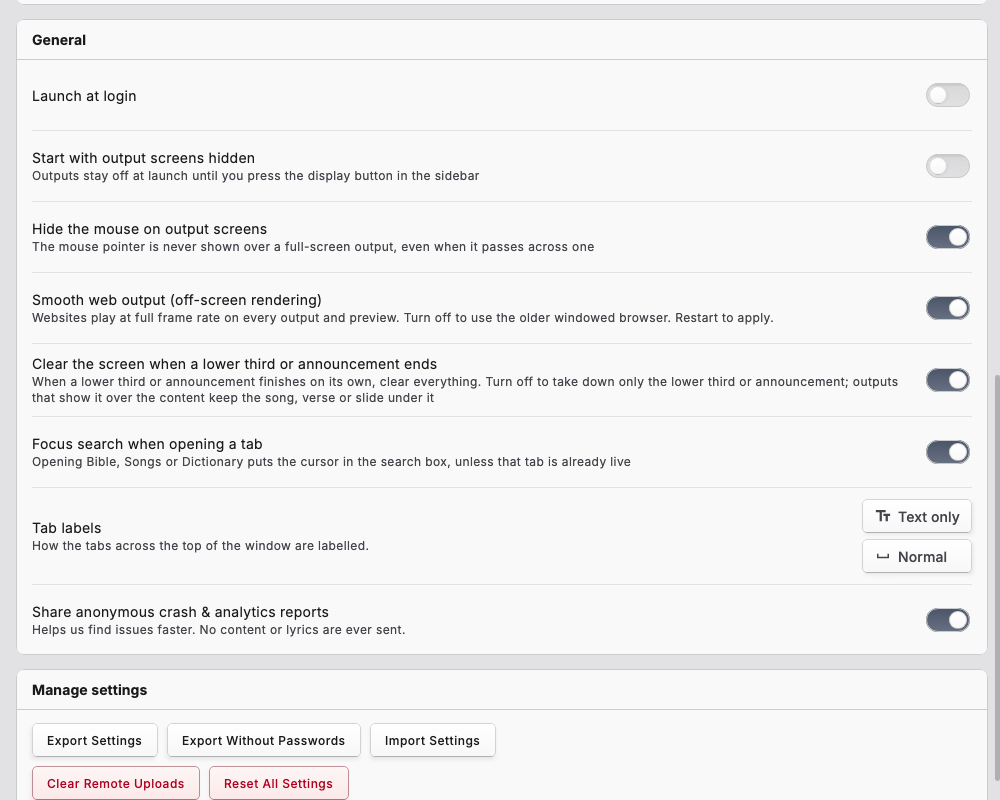 General
Launch at login
Start with output screens hidden
Outputs stay off at launch until you press the display button in the sidebar
Hide the mouse on output screens
The mouse pointer is never shown over a full-screen output, even when it passes across one
Smooth web output (off-screen rendering)
Websites play at full frame rate on every output and preview. Turn off to use the older windowed browser. Restart to apply.
Clear the screen when a lower third or announcement ends
When a lower third or announcement finishes on its own, clear everything. Turn off to take down only the lower third or announcement; outputs
that show it over the content keep the song, verse or slide under it
Focus search when opening a tab
Opening Bible, Songs or Dictionary puts the cursor in the search box, unless that tab is already live
Tab labels
How the tabs across the top of the window are labelled.
Text only
Normal
Share anonymous crash & analytics reports
Helps us find issues faster. No content or lyrics are ever sent.
Manage settings
Export Settings
Export Without Passwords
Import Settings
Clear Remote Uploads
Reset All Settings